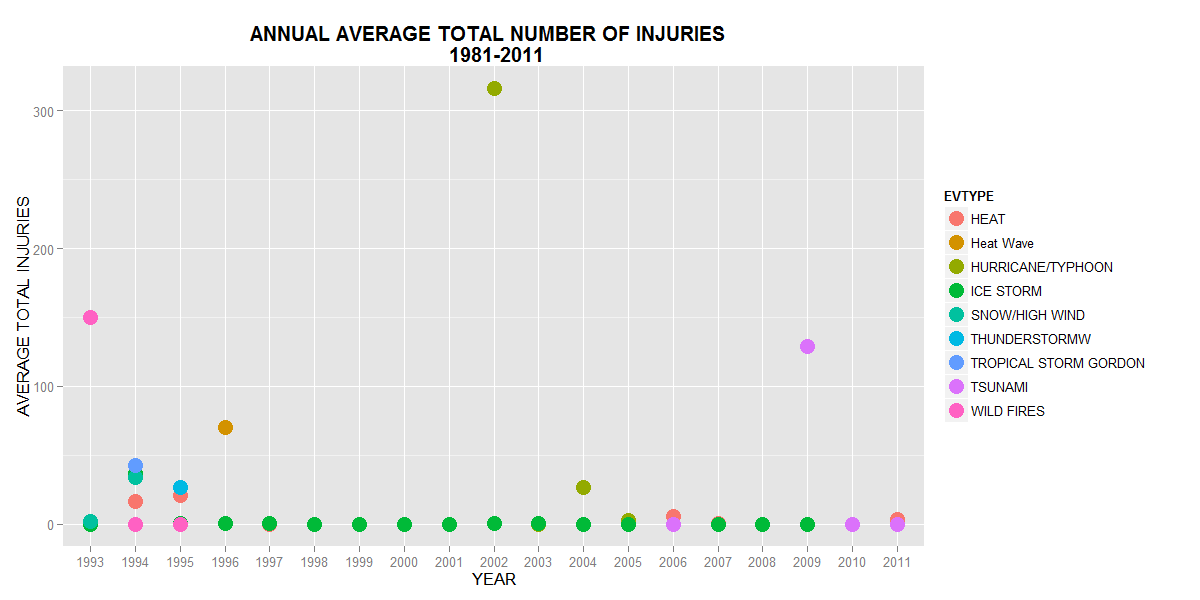 ANNUAL AVERAGE TOTAL NUMBER OF INJURIES
1981-2011
AVERAGE TOTAL INJURIES
300
200
100
0
1993 1994 1995 1996 1997 1998 1999 2000 2001 2002 2003 2004 2005 2006 2007 2008 2009 2010 2011
YEAR
EVTYPE
HEAT
Heat Wave
HURRICANE/TYPHOON
ICE STORM
SNOW/HIGH WIND
THUNDERSTORMW
TROPICAL STORM GORDON
TSUNAMI
WILD FIRES